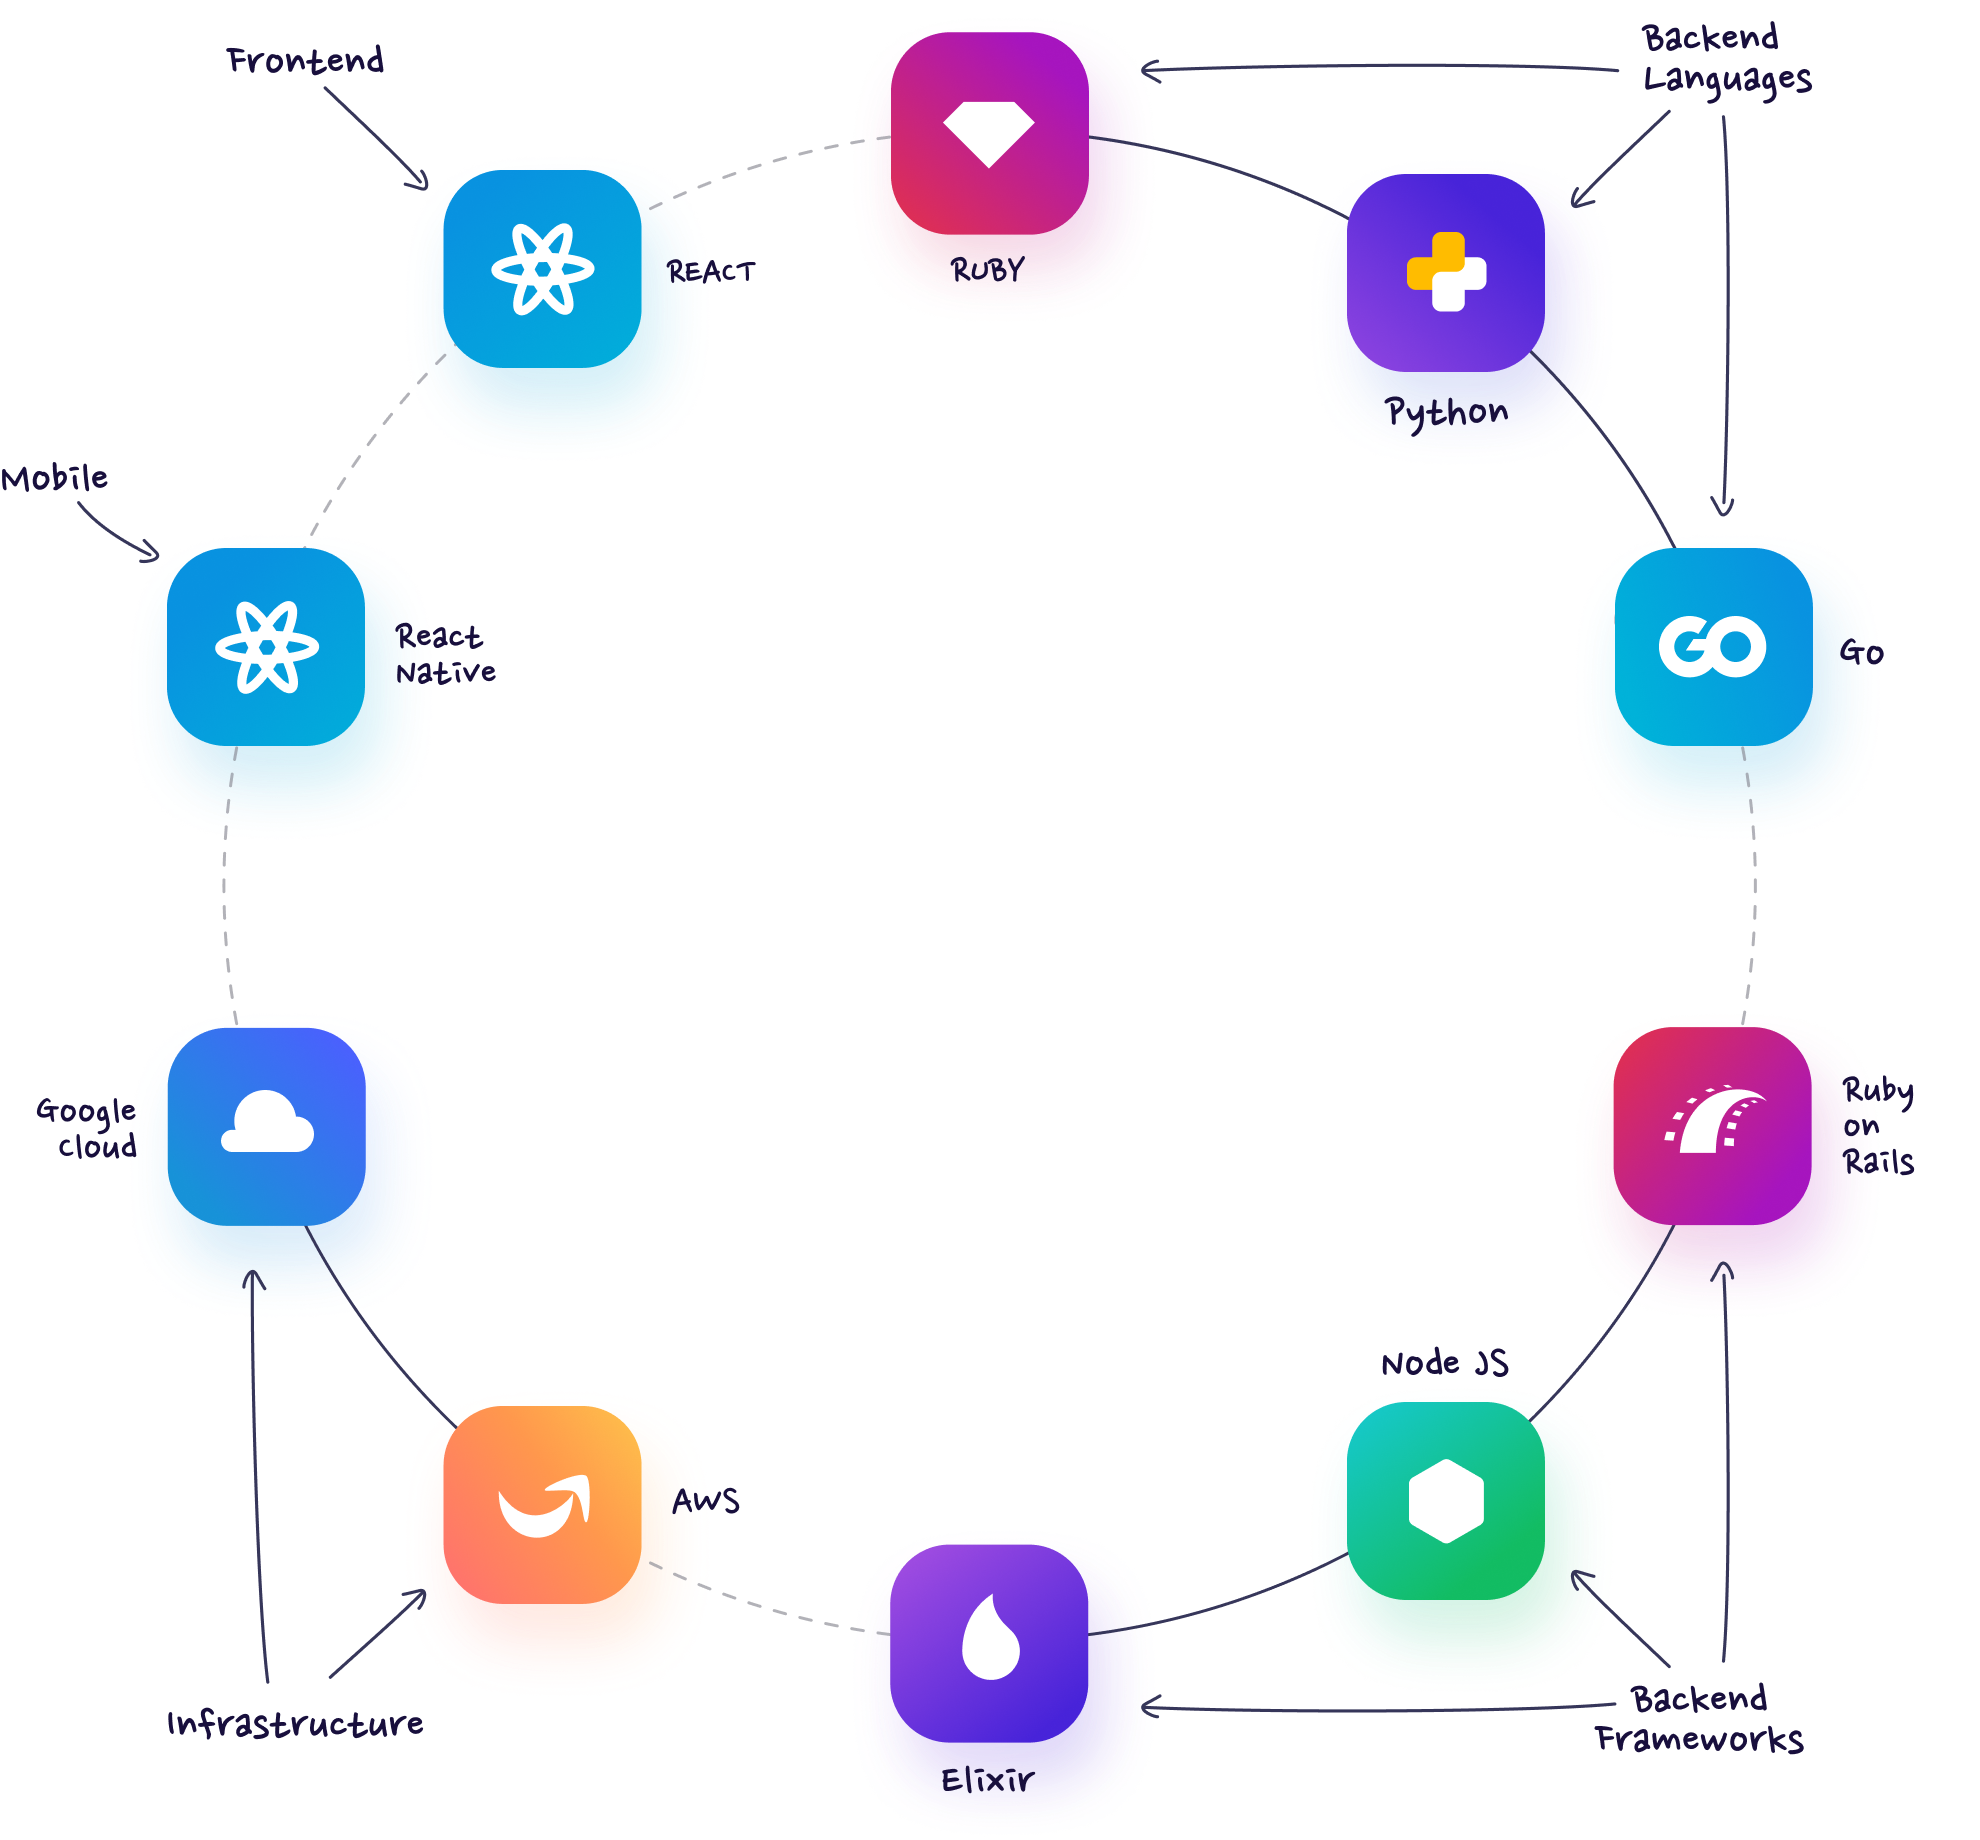 Frontend
Backend
Languages
REACT
RUBY
Python
Mobile
React
Native
GO
Go
Google
Cloud
Ruby
on
Rails
Node JS
AWS
Infrastructure
Backend
Frameworks
Elixir